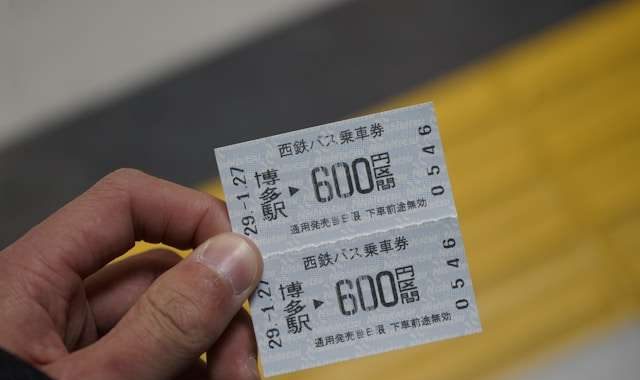 西鉄バス乗車券
29.-1.27
博多駅▶600円区間
通用発売当日限 下車前途無効
0546
西鉄バス乗車券
29.-1.27
博多駅▶600円区間
通用発売当日限 下車前途無効
0546